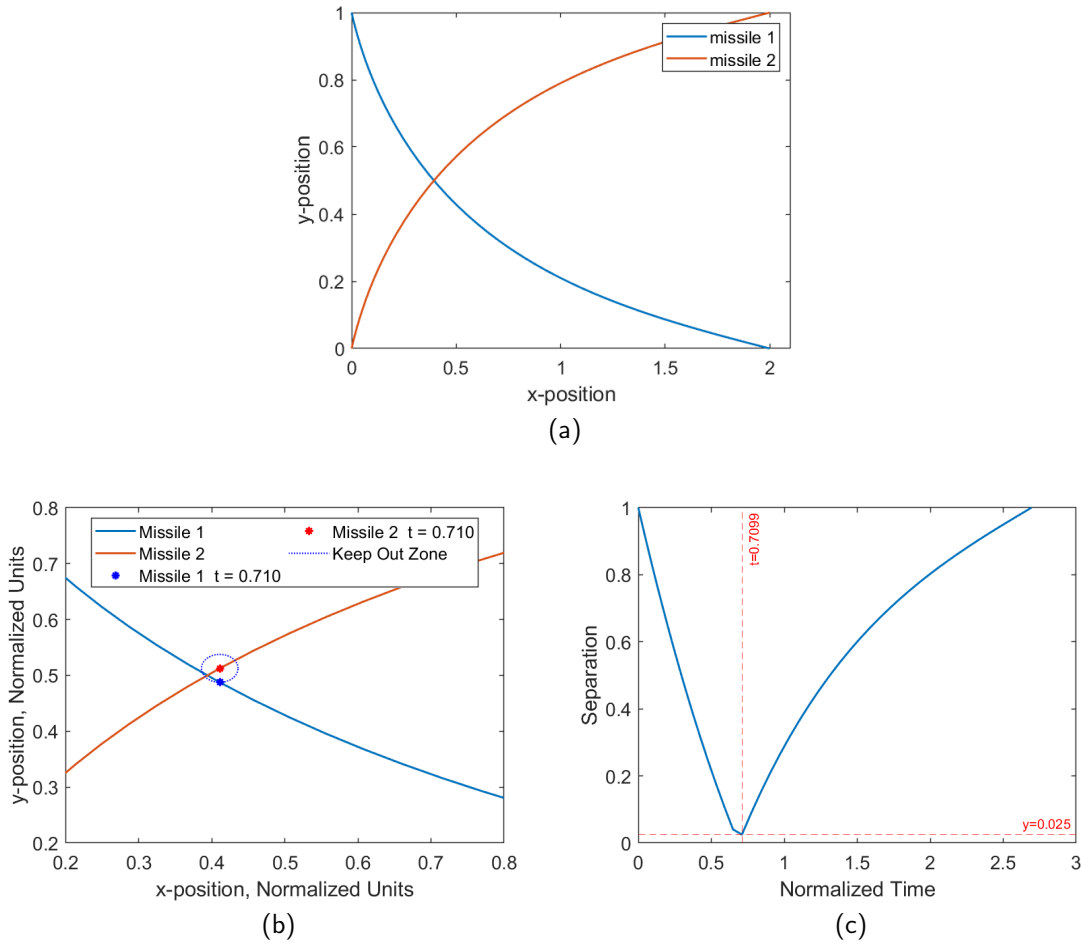 1
0.8
0.6
0.4
0.2
0
y-position
missile 1
missile 2
0 0.5 1 1.5 2
x-position
(a)
0.8
0.7
0.6
0.5
0.4
0.3
0.2
y-position, Normalized Units
Missile 1
Missile 2
Missile 1 t = 0.710
Missile 2 t = 0.710
Keep Out Zone
0.2 0.3 0.4 0.5 0.6 0.7 0.8
x-position, Normalized Units
(b)
1
0.8
0.6
0.4
0.2
0
Separation
t=0.7099
y=0.025
0 0.5 1 1.5 2 2.5 3
Normalized Time
(c)